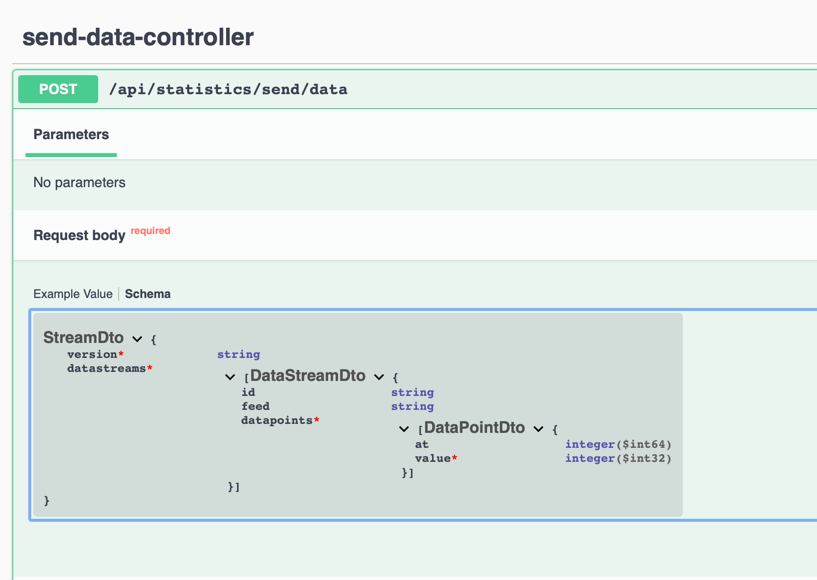 send-data-controller
POST /api/statistics/send/data
Parameters
No parameters
Request body required
Example Value Schema
StreamDto {
version* string
datastreams*
[DataStreamDto {
id string
feed string
datapoints*
[DataPointDto {
at integer($int64)
value* integer($int32)
}]
}]
}